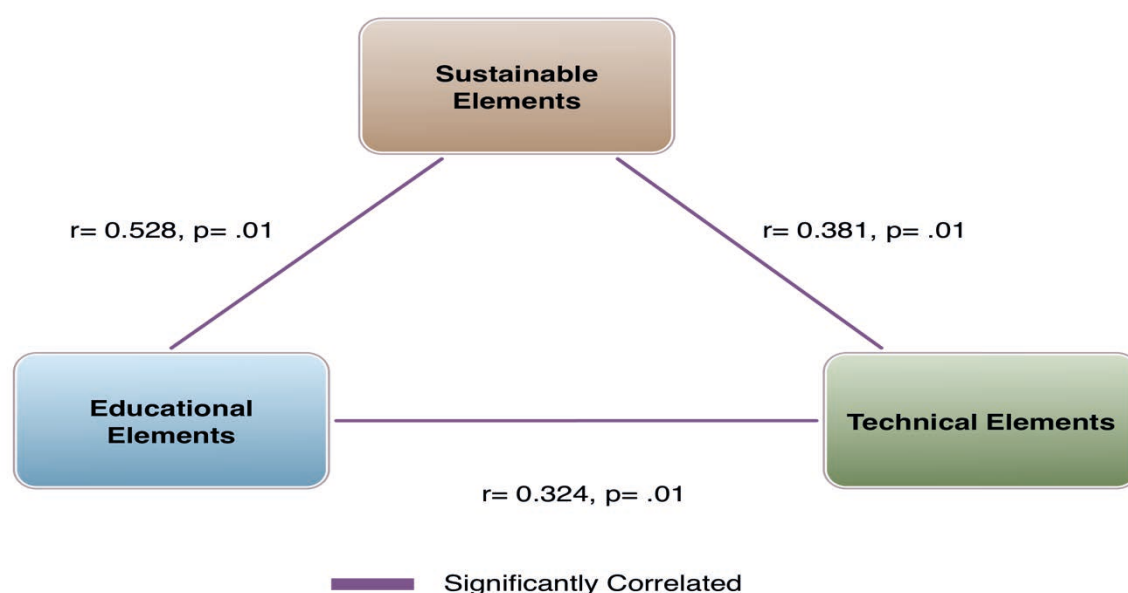 Sustainable
Elements
r= 0.528, p= .01
r= 0.381, p= .01
Educational
Elements
Technical Elements
r= 0.324, p= .01
Significantly Correlated